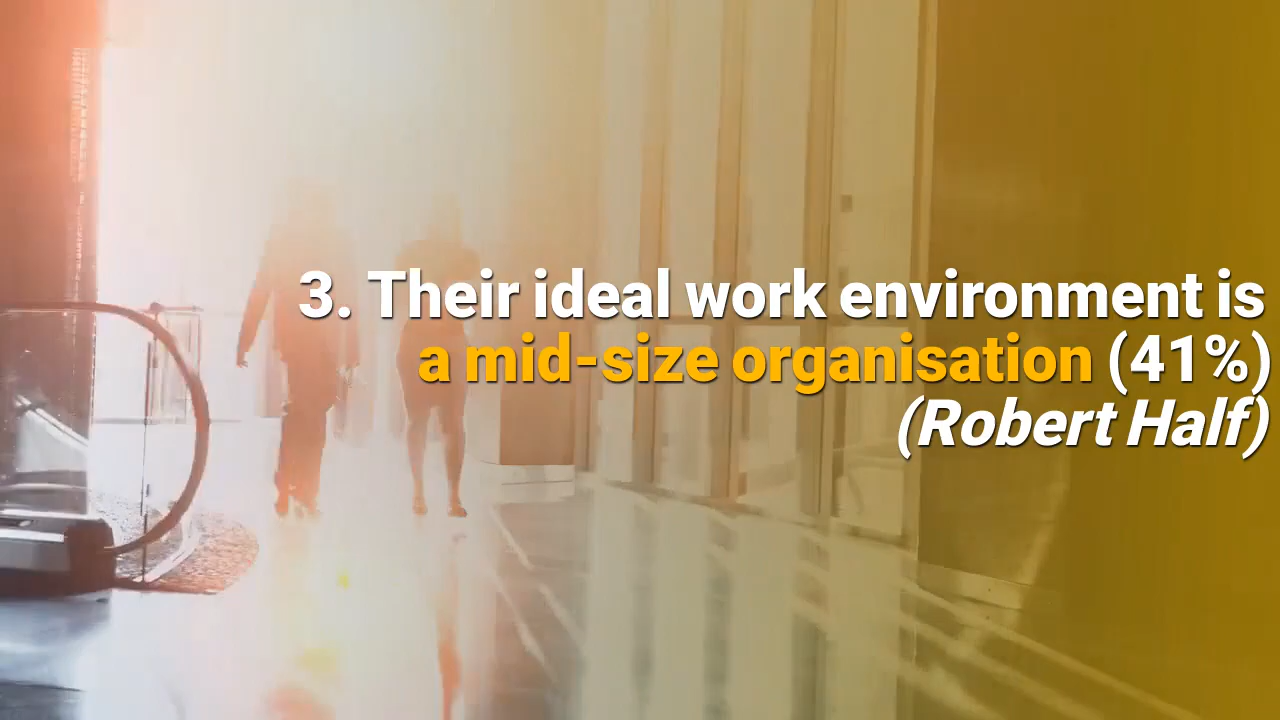 3. Their ideal work environment is
a mid-size organisation (41%)
(Robert Half)